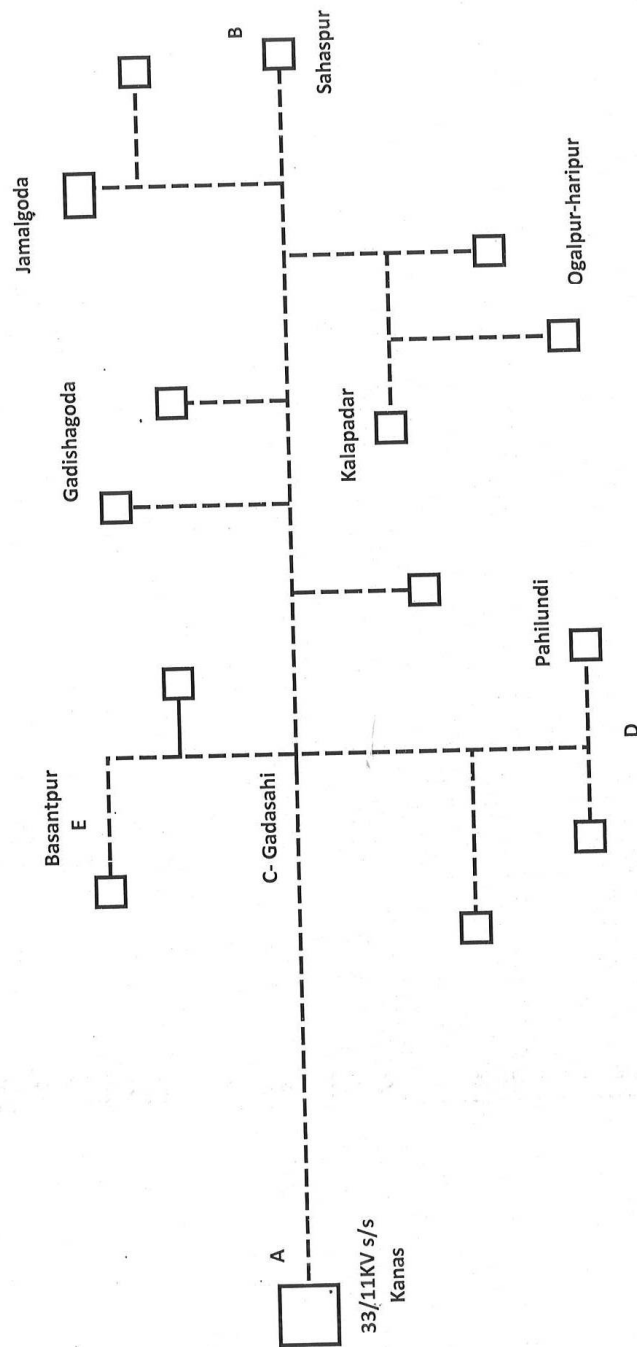 Jamalgoda
B
Sahaspur
Gadishagoda
Kalapadar
Ogalpur-haripur
Basantpur
E
C- Gadasahi
Pahilundi
D
A
33/11KV s/s
Kanas